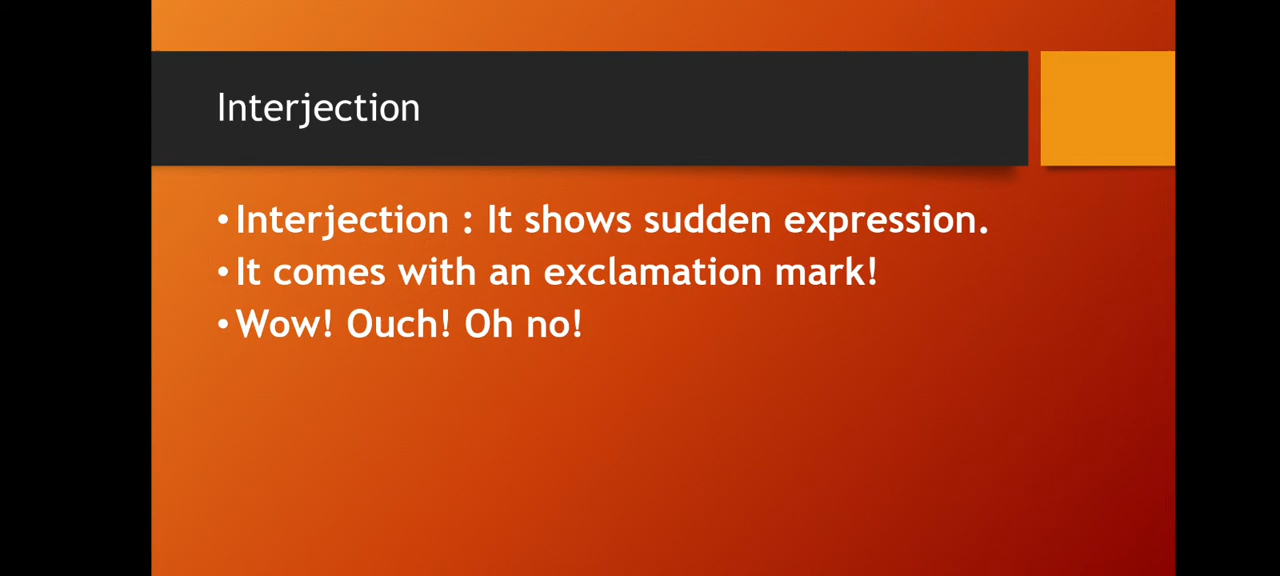 Interjection
•Interjection : It shows sudden expression.
•It comes with an exclamation mark!
•Wow! Ouch! Oh no!